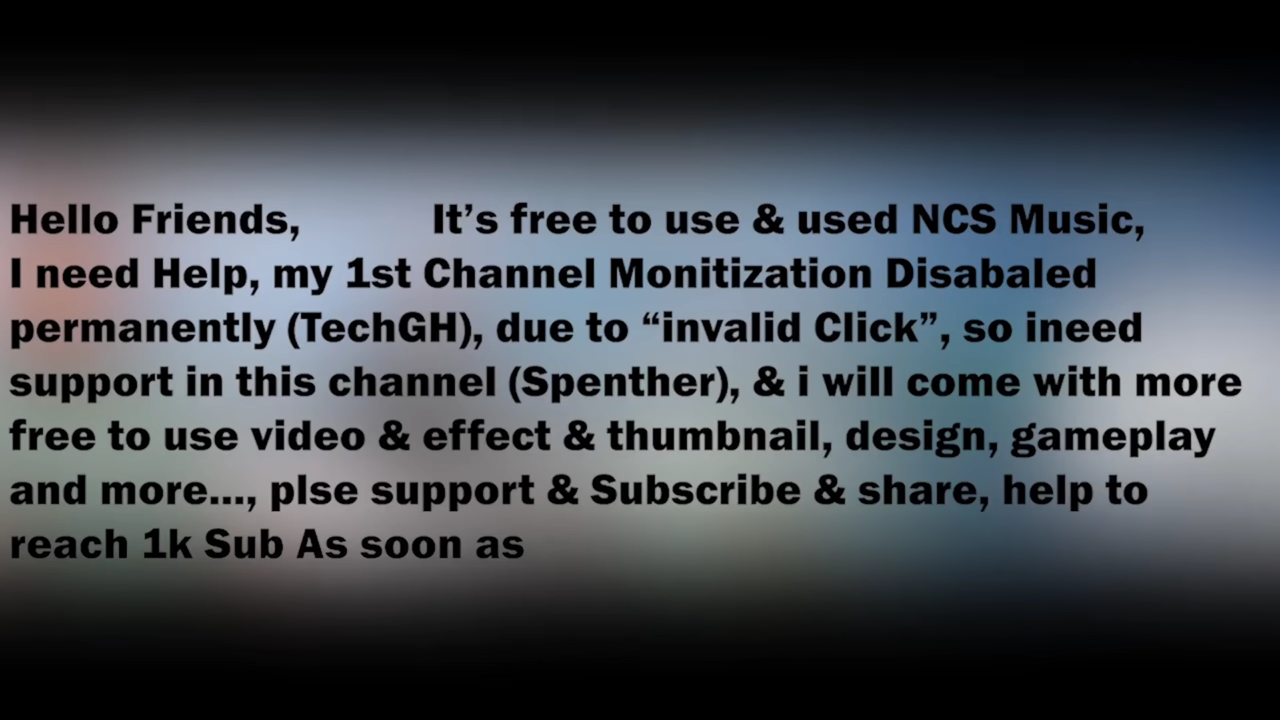 Hello Friends, It’s free to use & used NCS Music,
I need Help, my 1st Channel Monitization Disabaled
permanently (TechGH), due to “invalid Click”, so ineed
support in this channel (Spenther), & i will come with more
free to use video & effect & thumbnail, design, gameplay
and more..., plse support & Subscribe & share, help to
reach 1k Sub As soon as